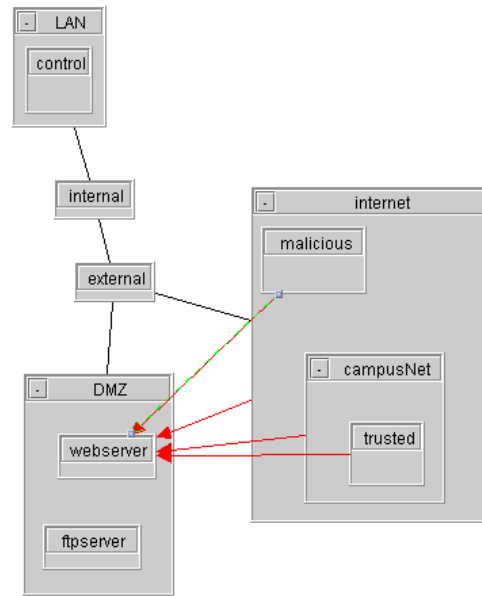 - LAN
control
internal
- internet
malicious
external
- campusNet
- DMZ
trusted
webserver
ftpserver